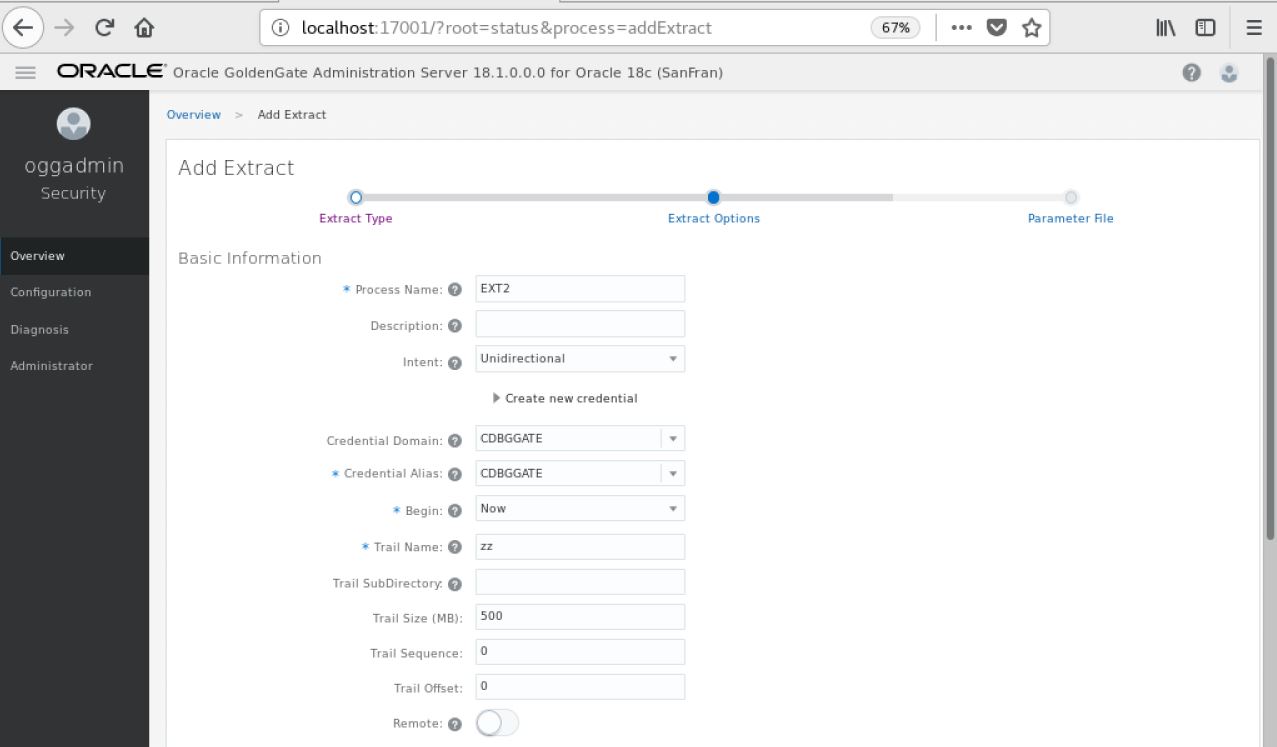 localhost:17001/?root=status&process=addExtract 67%
ORACLE Oracle GoldenGate Administration Server 18.1.0.0.0 for Oracle 18c (SanFran)
oggadmin
Security
Overview
Configuration
Diagnosis
Administrator
Overview > Add Extract
Add Extract
Extract Type Extract Options Parameter File
Basic Information
* Process Name: EXT2
Description:
Intent: Unidirectional
Create new credential
Credential Domain: CDBGGATE
* Credential Alias: CDBGGATE
* Begin: Now
* Trail Name: zz
Trail SubDirectory:
Trail Size (MB): 500
Trail Sequence: 0
Trail Offset: 0
Remote: